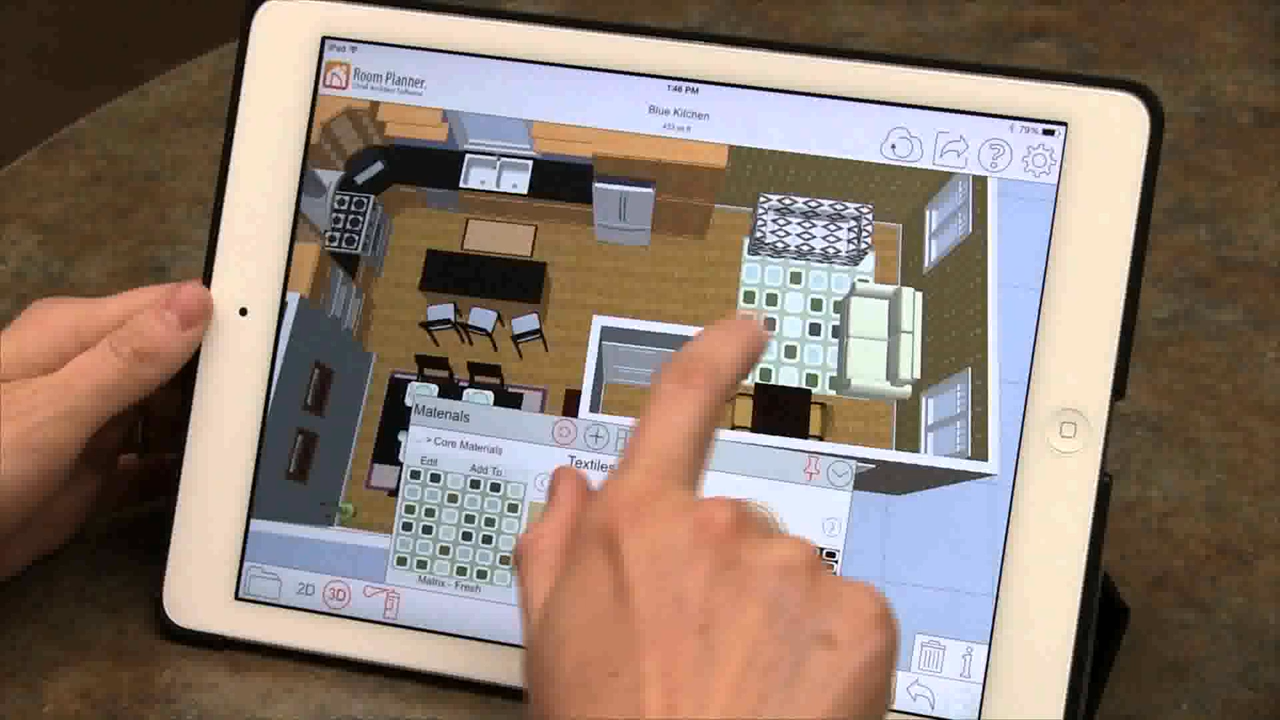 iPad
1:46 PM
79%
Room Planner.
Chief Architect Software
Blue Kitchen
Materials
> Core Materials
Edit
Add To
Textiles
Matrix - Fresh
2D
3D